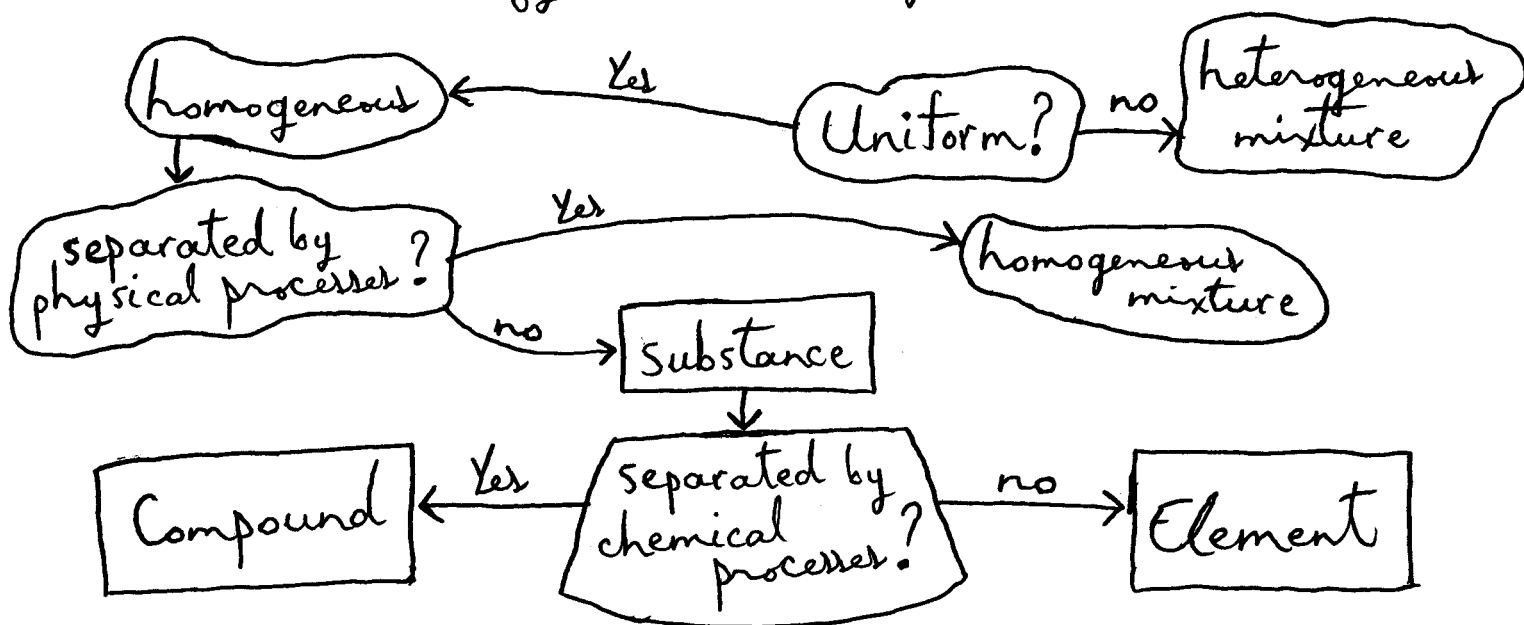 Yes
homogeneous
Uniform?
no
heterogeneous
mixture
separated by
physical processes?
Yes
homogeneous
mixture
no
Substance
Compound
Yes
separated by
chemical
processes?
no
Element